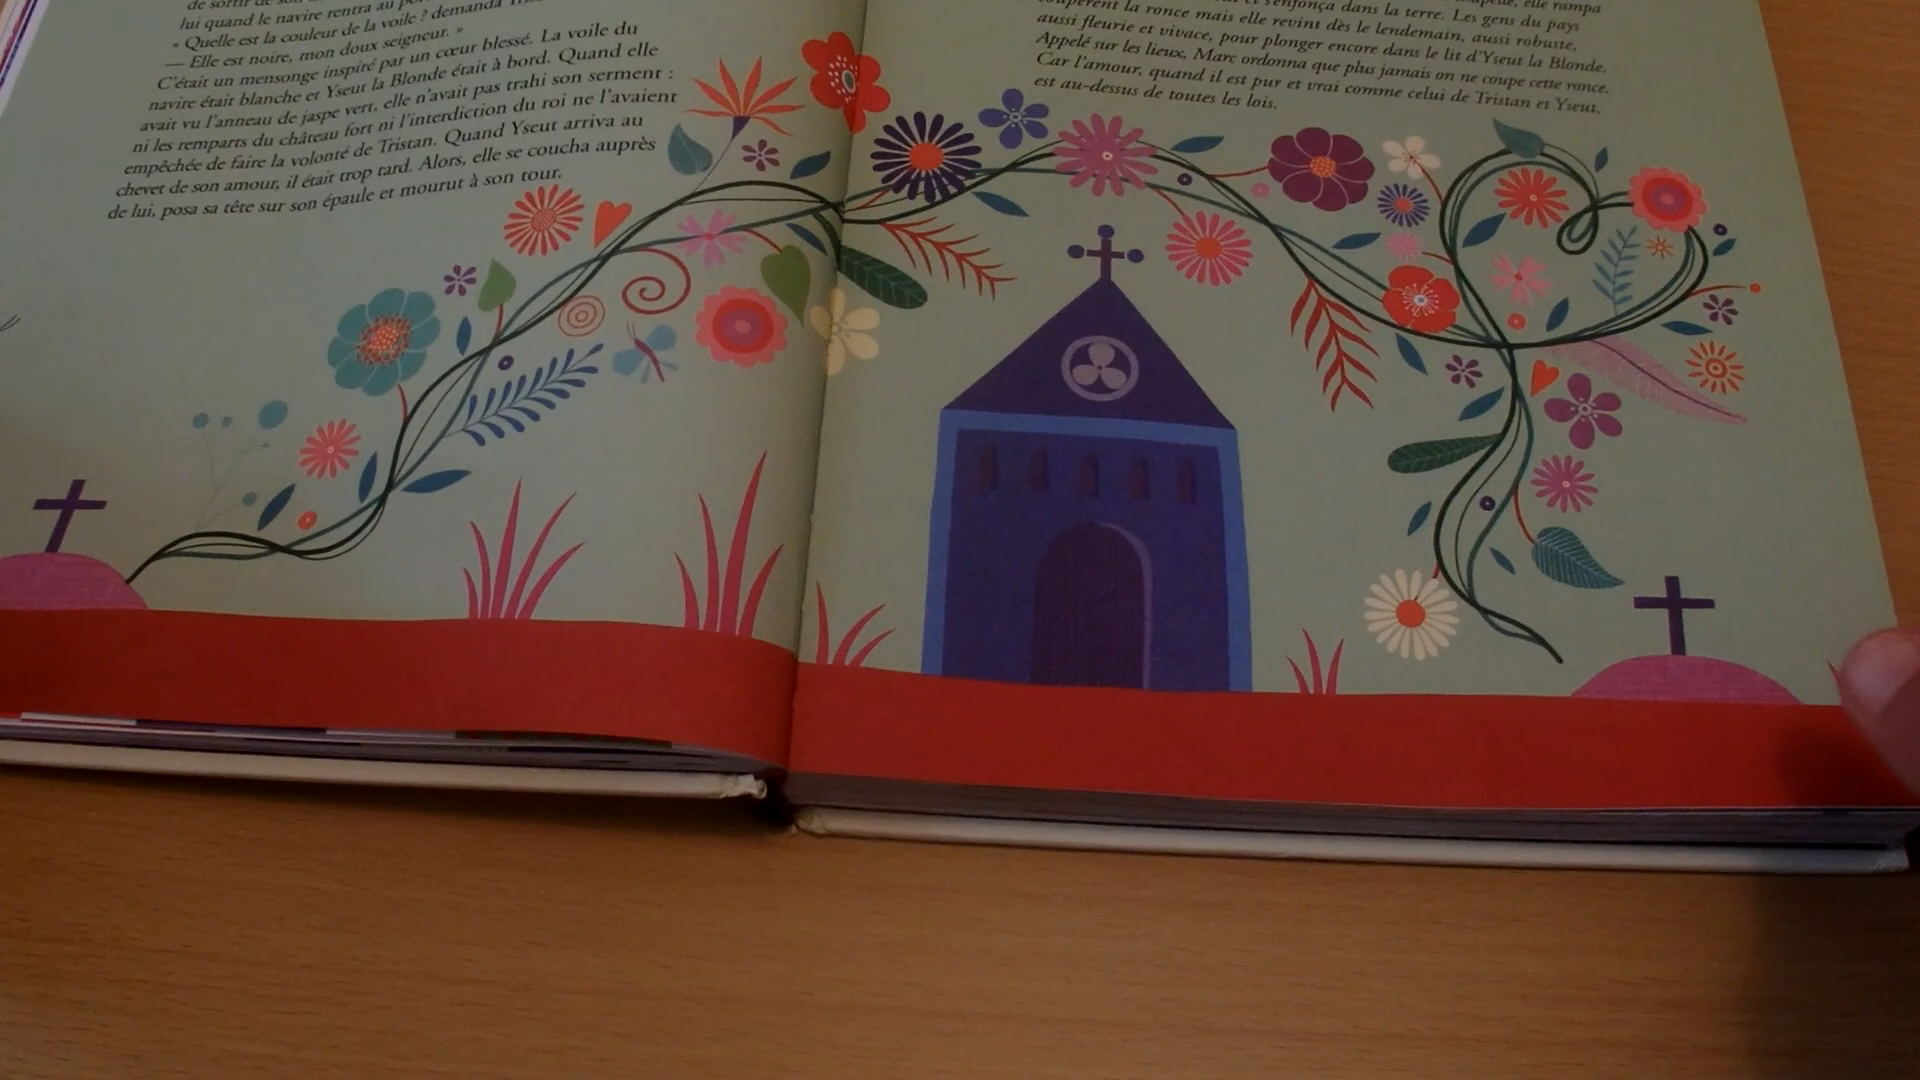 de sortir de son
lui quand le navire rentra au
« Quelle est la couleur de la voile ? demanda
— Elle est noire, mon doux seigneur. »
C'était un mensonge inspiré par un cœur blessé. La voile du
navire était blanche et Yseut la Blonde était à bord. Quand elle
avait vu l'anneau de jaspe vert, elle n'avait pas trahi son serment :
ni les remparts du château fort ni l'interdiction du roi ne l'avaient
empêchée de faire la volonté de Tristan. Quand Yseut arriva au
chevet de son amour, il était trop tard. Alors, elle se coucha auprès
de lui, posa sa tête sur son épaule et mourut à son tour.
chapelle, elle rampa
et s'enfonça dans la terre. Les gens du pays
coupèrent la ronce mais elle revint dès le lendemain, aussi robuste,
aussi fleurie et vivace, pour plonger encore dans le lit d'Yseut la Blonde.
Appelé sur les lieux, Marc ordonna que plus jamais on ne coupe cette ronce.
Car l'amour, quand il est pur et vrai comme celui de Tristan et Yseut,
est au-dessus de toutes les lois.